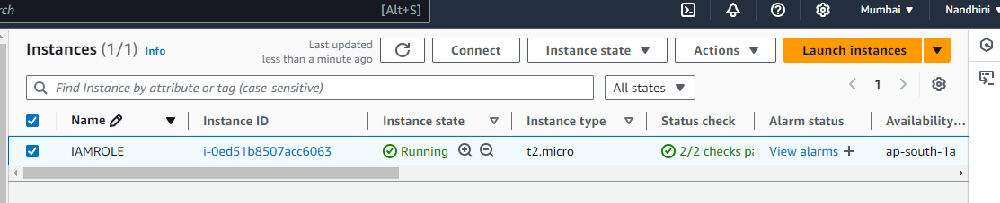 rch [Alt+S] Mumbai Nandhini
Instances (1/1) Info Last updated less than a minute ago Connect Instance state Actions Launch instances
Find Instance by attribute or tag (case-sensitive) All states 1
Name Instance ID Instance state Instance type Status check Alarm status Availability...
IAMROLE i-0ed51b8507acc6063 Running t2.micro 2/2 checks pa View alarms + ap-south-1a